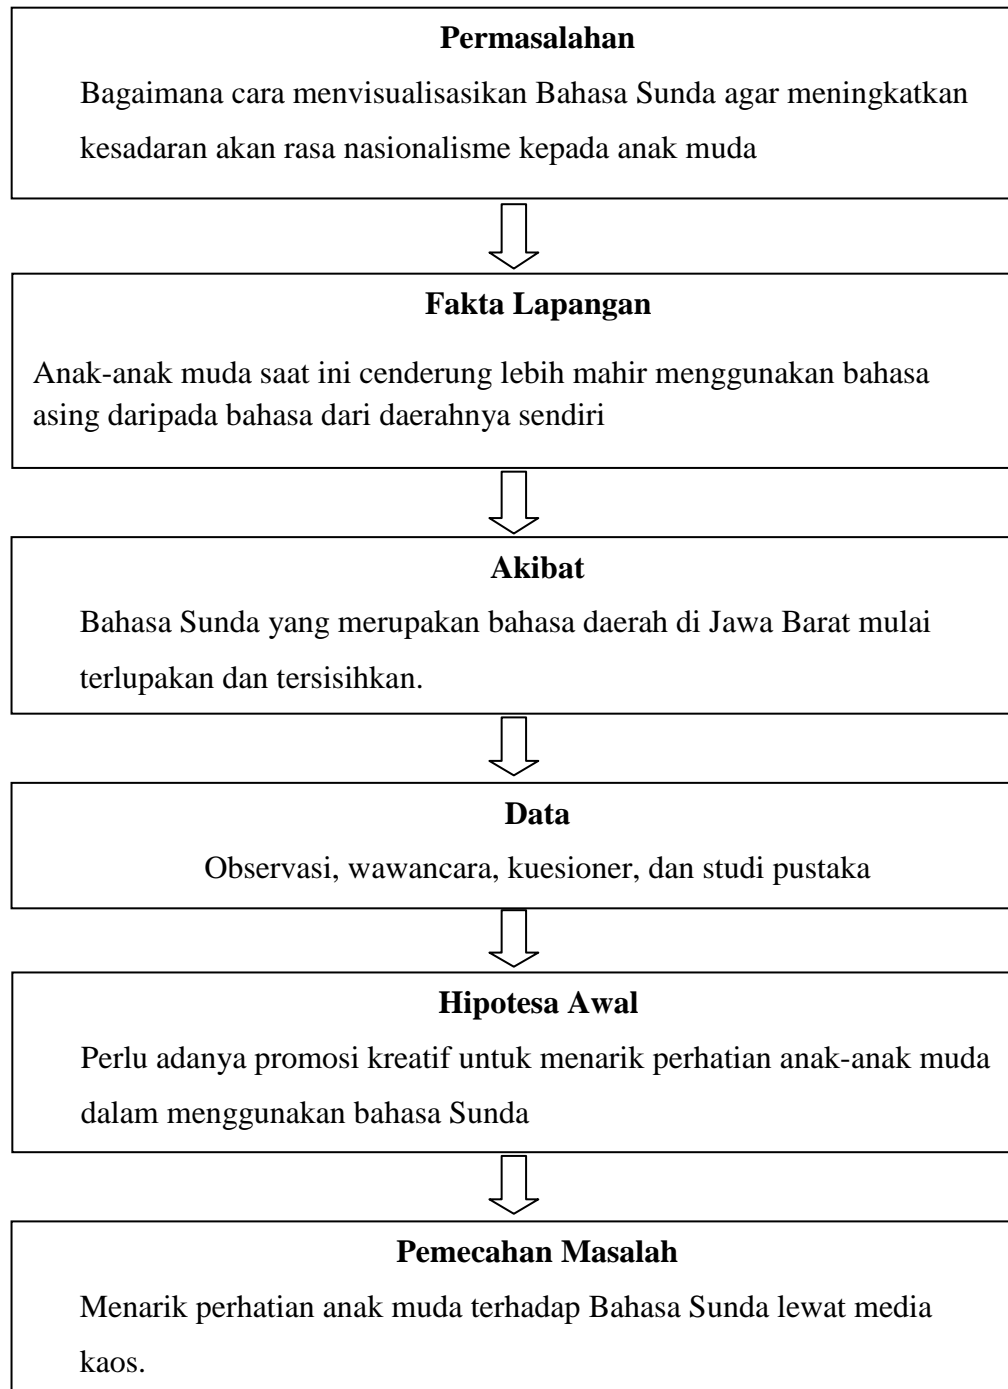 Permasalahan
Bagaimana cara menvisualisasikan Bahasa Sunda agar meningkatkan
kesadaran akan rasa nasionalisme kepada anak muda
Fakta Lapangan
Anak-anak muda saat ini cenderung lebih mahir menggunakan bahasa
asing daripada bahasa dari daerahnya sendiri
Akibat
Bahasa Sunda yang merupakan bahasa daerah di Jawa Barat mulai
terlupakan dan tersisihkan.
Data
Observasi, wawancara, kuesioner, dan studi pustaka
Hipotesa Awal
Perlu adanya promosi kreatif untuk menarik perhatian anak-anak muda
dalam menggunakan bahasa Sunda
Pemecahan Masalah
Menarik perhatian anak muda terhadap Bahasa Sunda lewat media
kaos.